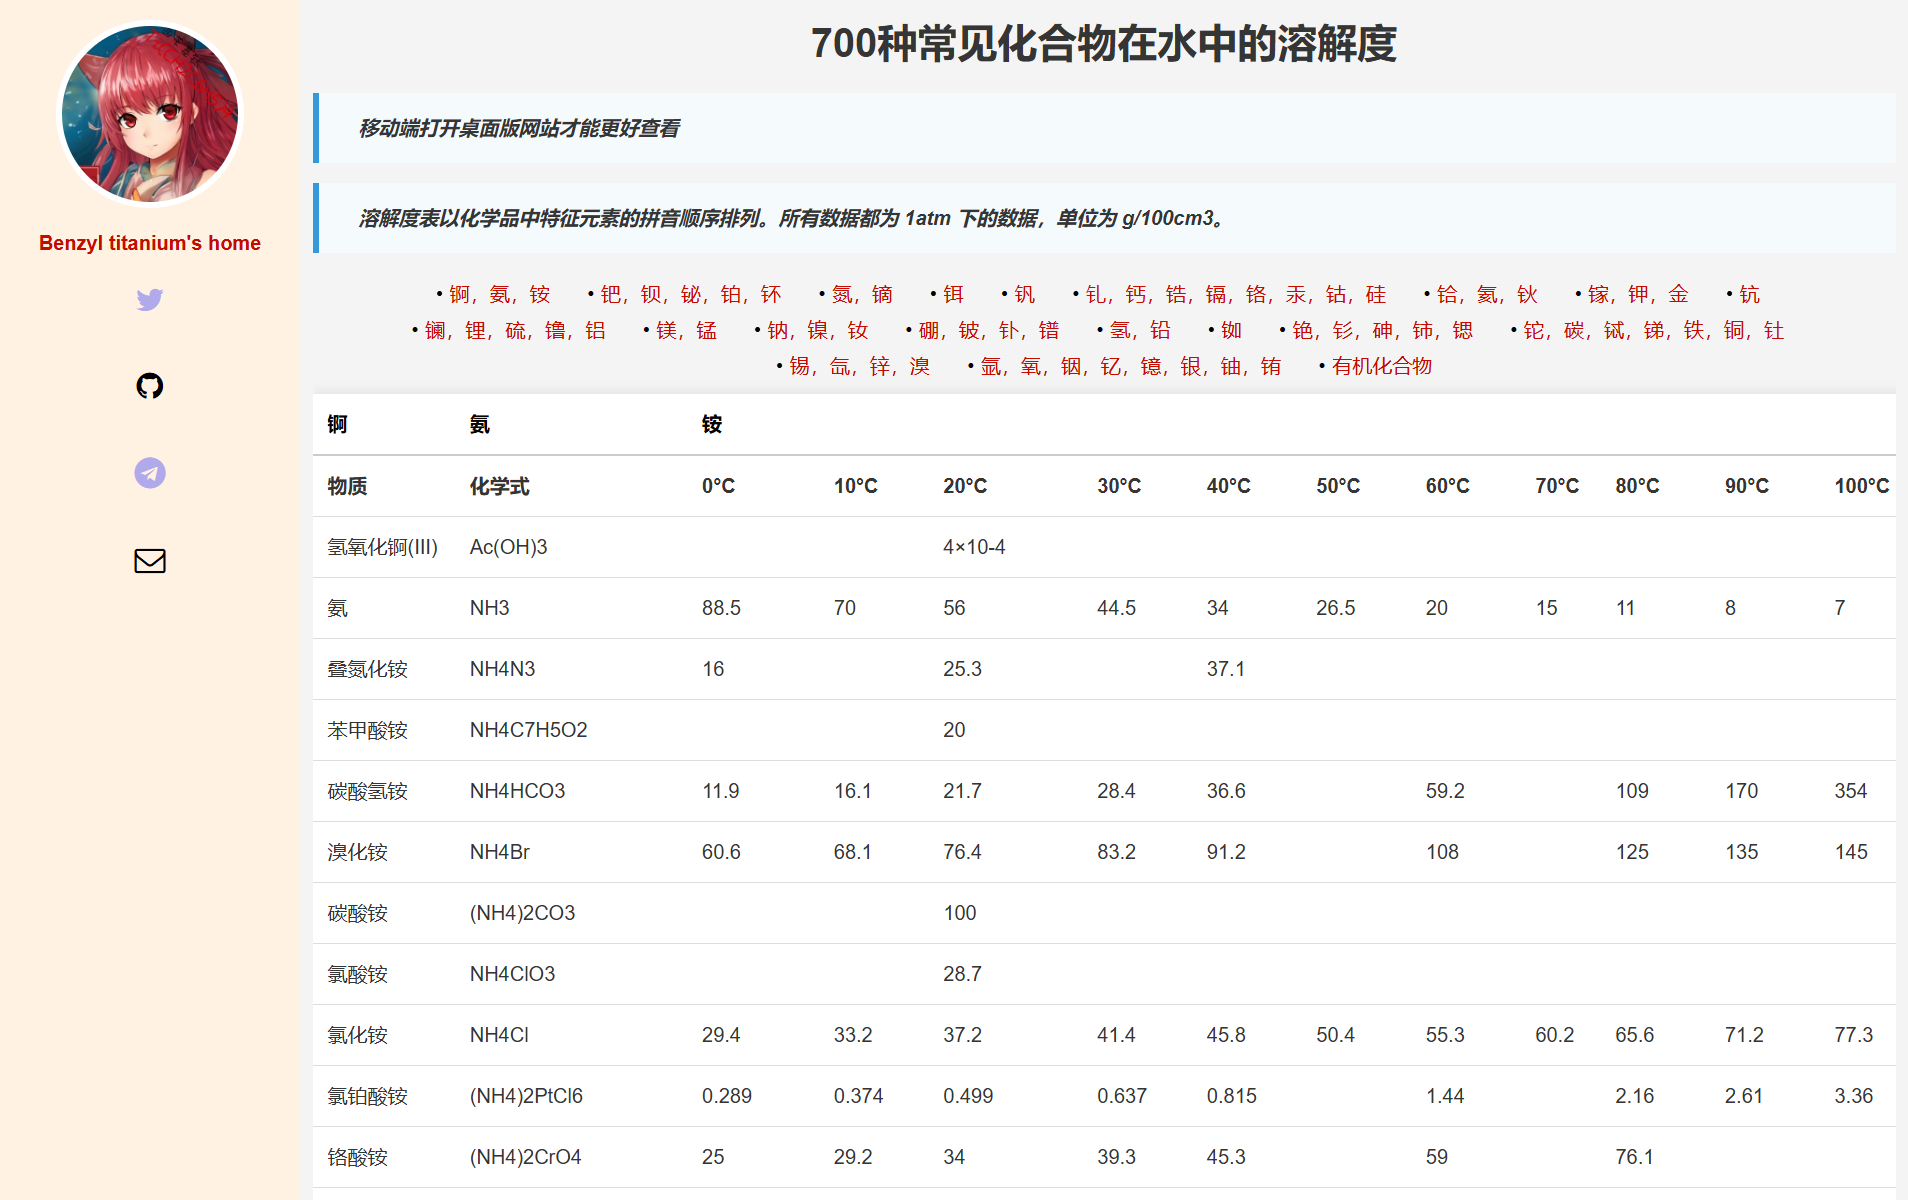 700种常见化合物在水中的溶解度
移动端打开桌面版网站才能更好查看
溶解度表以化学品中特征元素的拼音顺序排列。所有数据都为 1atm 下的数据，单位为 g/100cm3。
Benzyl titanium's home
• 锕，氨，铵 • 钯，钡，铋，铂，钚 • 氮，镝 • 铒 • 钒 • 钆，钙，锆，镉，铬，汞，钴，硅 • 铪，氦，钬 • 镓，钾，金 • 钪
• 镧，锂，硫，镥，铝 • 镁，锰 • 钠，镍，钕 • 硼，铍，钋，镨 • 氢，铅 • 铷 • 铯，钐，砷，铈，锶 • 铊，碳，铽，锑，铁，铜，钍
• 锡，氙，锌，溴 • 氩，氧，铟，钇，镱，银，铀，铕 • 有机化合物
锕 氨 铵
物质 化学式 0°C 10°C 20°C 30°C 40°C 50°C 60°C 70°C 80°C 90°C 100°C
氢氧化锕(III) Ac(OH)3 4×10-4
氨 NH3 88.5 70 56 44.5 34 26.5 20 15 11 8 7
叠氮化铵 NH4N3 16 25.3 37.1
苯甲酸铵 NH4C7H5O2 20
碳酸氢铵 NH4HCO3 11.9 16.1 21.7 28.4 36.6 59.2 109 170 354
溴化铵 NH4Br 60.6 68.1 76.4 83.2 91.2 108 125 135 145
碳酸铵 (NH4)2CO3 100
氯酸铵 NH4ClO3 28.7
氯化铵 NH4Cl 29.4 33.2 37.2 41.4 45.8 50.4 55.3 60.2 65.6 71.2 77.3
氯铂酸铵 (NH4)2PtCl6 0.289 0.374 0.499 0.637 0.815 1.44 2.16 2.61 3.36
铬酸铵 (NH4)2CrO4 25 29.2 34 39.3 45.3 59 76.1